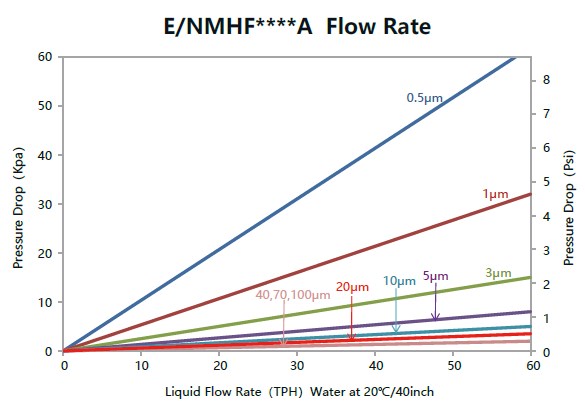 E/NMHF****A Flow Rate
60
50
40
30
20
10
0
8
7
6
5
4
3
2
1
0
0.5μm
1μm
3μm
5μm
10μm
20μm
40,70,100μm
0 10 20 30 40 50 60
Pressure Drop (Kpa)
Pressure Drop (Psi)
Liquid Flow Rate (TPH) Water at 20℃/40inch